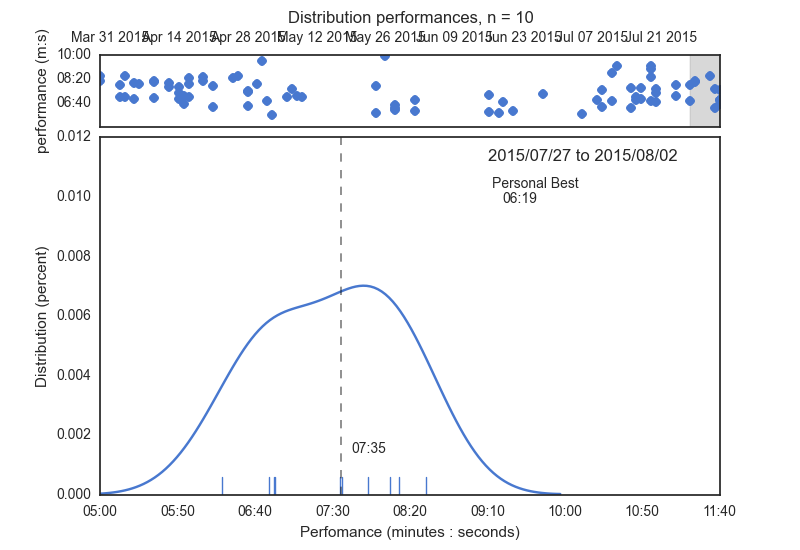 Distribution performances, n = 10
Mar 31 2015 Apr 14 2015 Apr 28 2015 May 12 2015 May 26 2015 Jun 09 2015 Jun 23 2015 Jul 07 2015 Jul 21 2015
performance (m:s)
10:00
08:20
06:40
Distribution (percent)
0.012
0.010
0.008
0.006
0.004
0.002
0.000
2015/07/27 to 2015/08/02
Personal Best
06:19
07:35
05:00 05:50 06:40 07:30 08:20 09:10 10:00 10:50 11:40
Perfomance (minutes : seconds)